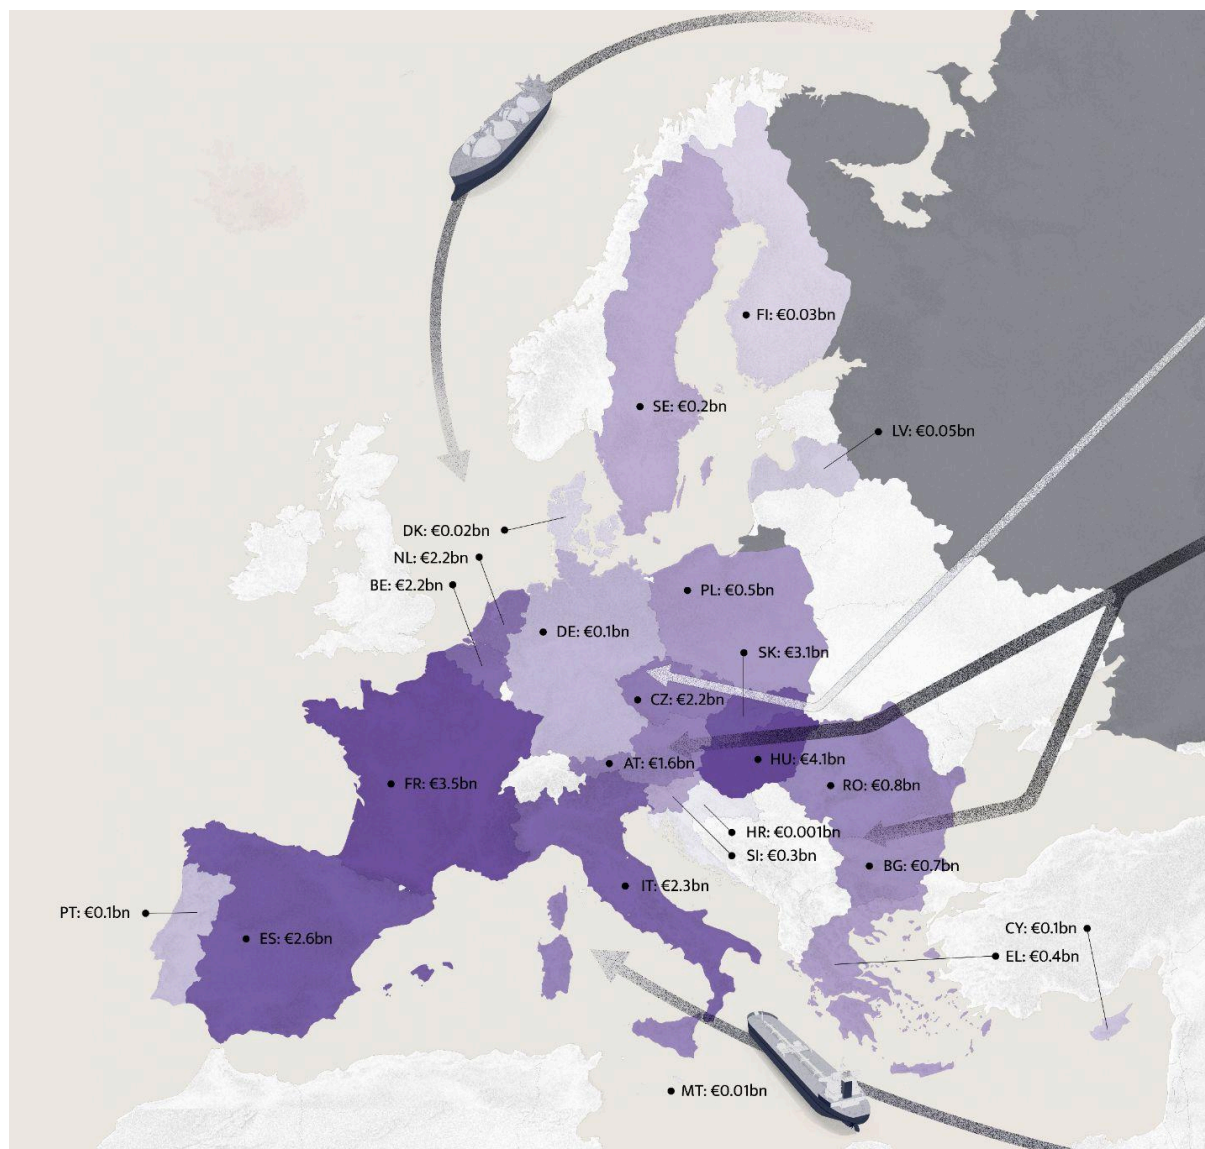 FI: €0.03bn
SE: €0.2bn
LV: €0.05bn
DK: €0.02bn
NL: €2.2bn
BE: €2.2bn
PL: €0.5bn
DE: €0.1bn
SK: €3.1bn
CZ: €2.2bn
AT: €1.6bn
HU: €4.1bn
FR: €3.5bn
RO: €0.8bn
HR: €0.001bn
SI: €0.3bn
BG: €0.7bn
IT: €2.3bn
PT: €0.1bn
ES: €2.6bn
CY: €0.1bn
EL: €0.4bn
MT: €0.01bn